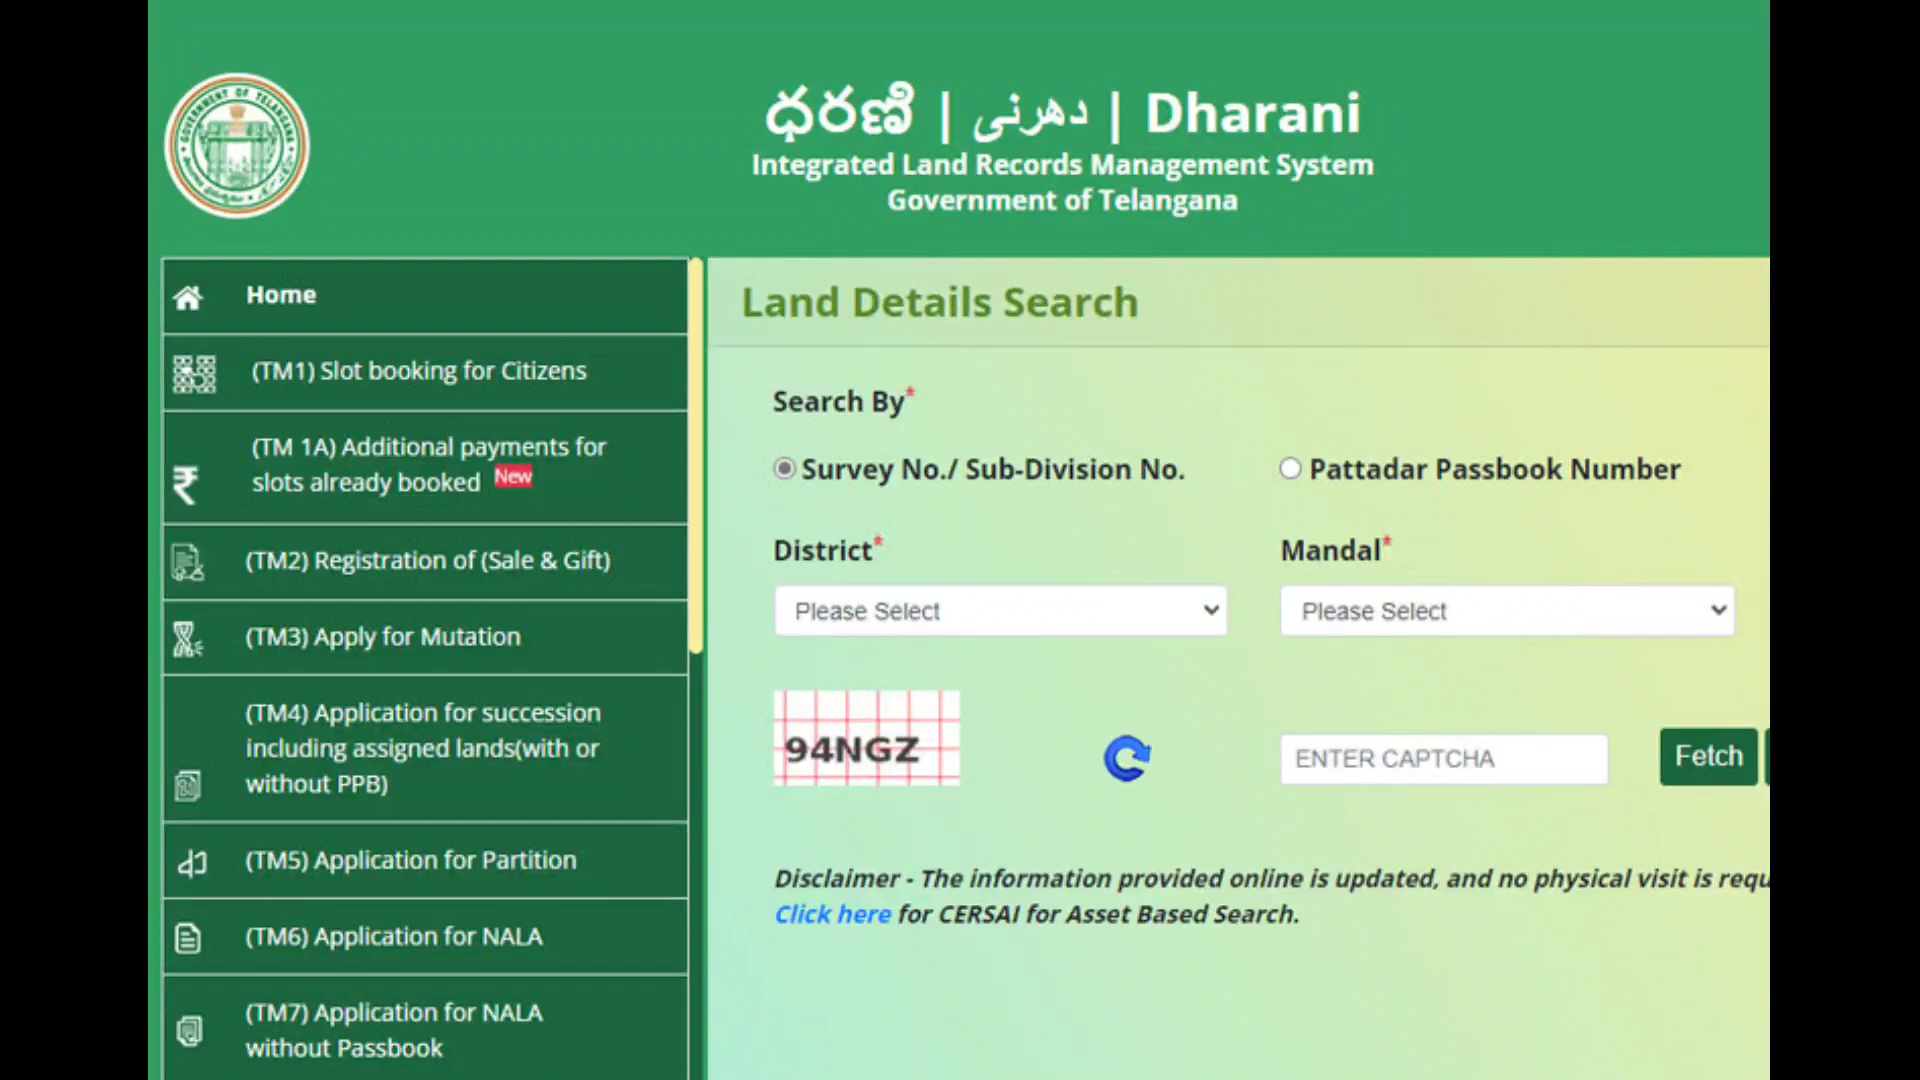 GOVERNMENT OF TELANGANA
ధరణి | دھرنی | Dharani
Integrated Land Records Management System
Government of Telangana
Home
(TM1) Slot booking for Citizens
(TM 1A) Additional payments for
slots already booked New
(TM2) Registration of (Sale & Gift)
(TM3) Apply for Mutation
(TM4) Application for succession
including assigned lands(with or
without PPB)
(TM5) Application for Partition
(TM6) Application for NALA
(TM7) Application for NALA
without Passbook
Land Details Search
Search By*
Survey No./ Sub-Division No.
Pattadar Passbook Number
District*
Mandal*
Please Select
Please Select
94NGZ
ENTER CAPTCHA
Fetch
Disclaimer - The information provided online is updated, and no physical visit is requ
Click here for CERSAI for Asset Based Search.